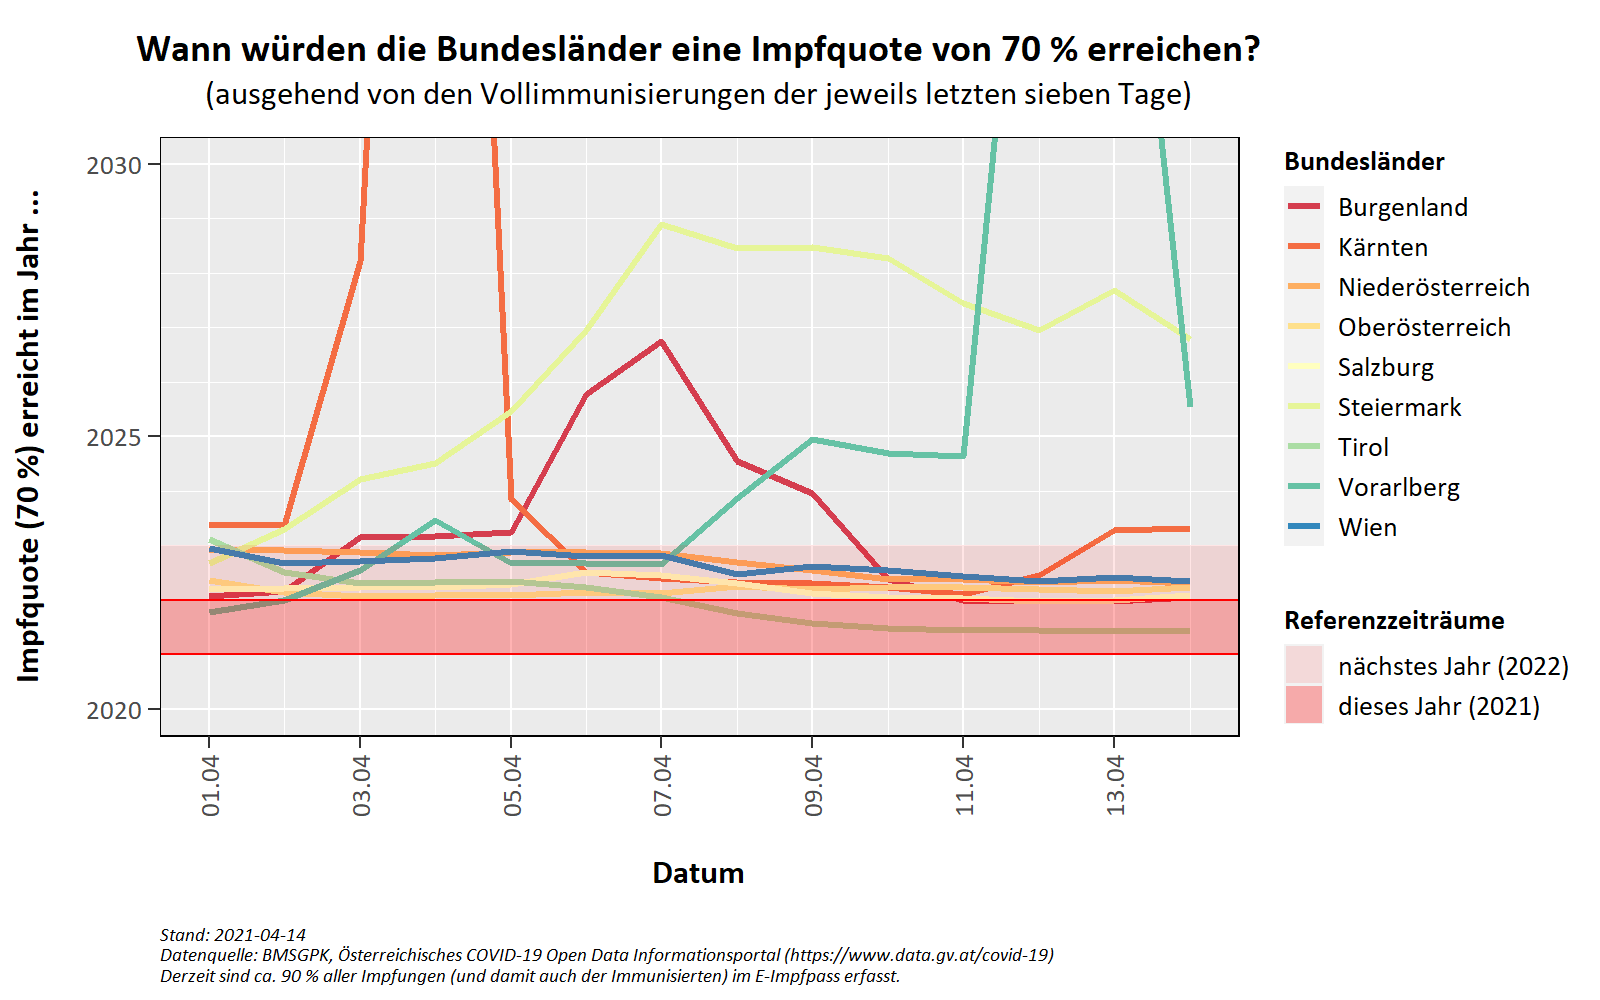 Wann würden die Bundesländer eine Impfquote von 70 % erreichen?
(ausgehend von den Vollimmunisierungen der jeweils letzten sieben Tage)
Impfquote (70 %) erreicht im Jahr ...
2030
2025
2020
01.04
03.04
05.04
07.04
09.04
11.04
13.04
Datum
Bundesländer
Burgenland
Kärnten
Niederösterreich
Oberösterreich
Salzburg
Steiermark
Tirol
Vorarlberg
Wien
Referenzzeiträume
nächstes Jahr (2022)
dieses Jahr (2021)
Stand: 2021-04-14
Datenquelle: BMSGPK, Österreichisches COVID-19 Open Data Informationsportal (https://www.data.gv.at/covid-19)
Derzeit sind ca. 90 % aller Impfungen (und damit auch der Immunisierten) im E-Impfpass erfasst.